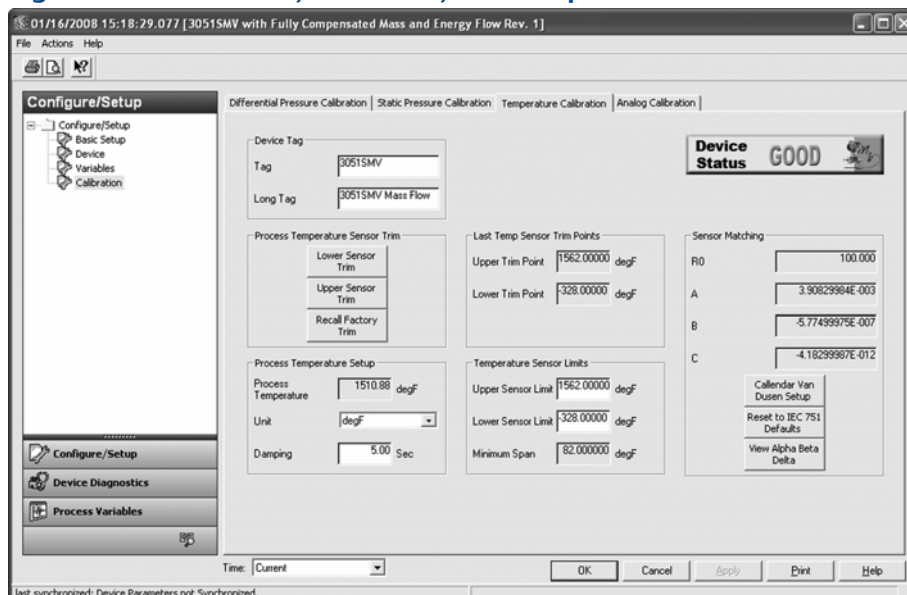 01/16/2008 15:18:29.077 [3051SMV with Fully Compensated Mass and Energy Flow Rev. 1]
File Actions Help
Configure/Setup
Configure/Setup
Basic Setup
Device
Variables
Calibration
Configure/Setup
Device Diagnostics
Process Variables
Differential Pressure Calibration Static Pressure Calibration Temperature Calibration Analog Calibration
Device Tag
Tag 3051SMV
Long Tag 3051SMV Mass Flow
Device Status GOOD
Process Temperature Sensor Trim
Lower Sensor Trim
Upper Sensor Trim
Recall Factory Trim
Last Temp Sensor Trim Points
Upper Trim Point 1562.00000 degF
Lower Trim Point -328.00000 degF
Sensor Matching
R0 100.000
A 3.90829984E-003
B -5.77499975E-007
C -4.18299987E-012
Callendar Van Dusen Setup
Reset to IEC 751 Defaults
View Alpha Beta Delta
Process Temperature Setup
Process Temperature 1510.88 degF
Unit degF
Damping 5.00 Sec
Temperature Sensor Limits
Upper Sensor Limit 1562.00000 degF
Lower Sensor Limit -328.00000 degF
Minimum Span 82.000000 degF
Time: Current
OK Cancel Apply Print Help
last synchronized: Device Parameters not Synchronized.